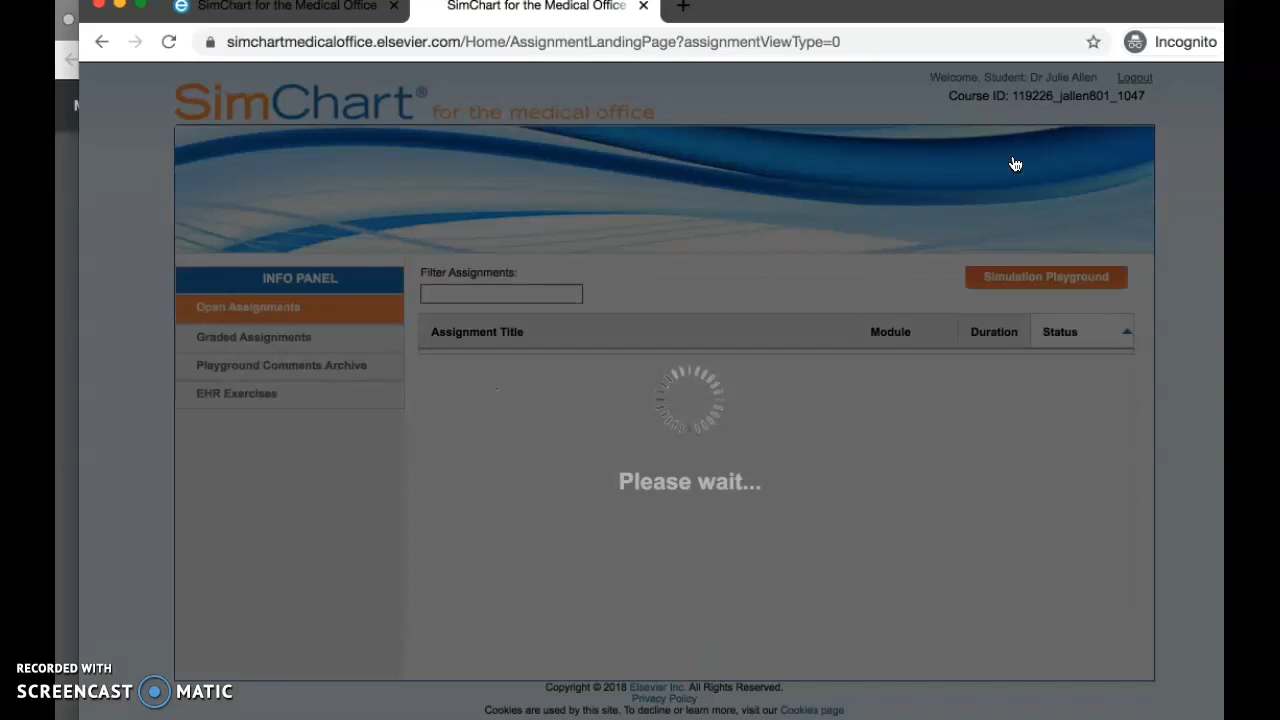 SimChart for the Medical Office
SimChart for the Medical Office
simchartmedicaloffice.elsevier.com/Home/AssignmentLandingPage?assignmentViewType=0
Incognito
Welcome, Student: Dr Julie Allen Logout
Course ID: 119226_jallen801_1047
SimChart® for the medical office
INFO PANEL
Open Assignments
Graded Assignments
Playground Comments Archive
EHR Exercises
Filter Assignments:
Simulation Playground
Assignment Title Module Duration Status
Please wait...
Copyright © 2018 Elsevier Inc. All Rights Reserved.
Privacy Policy
Cookies are used by this site. To decline or learn more, visit our Cookies page
RECORDED WITH
SCREENCAST MATIC